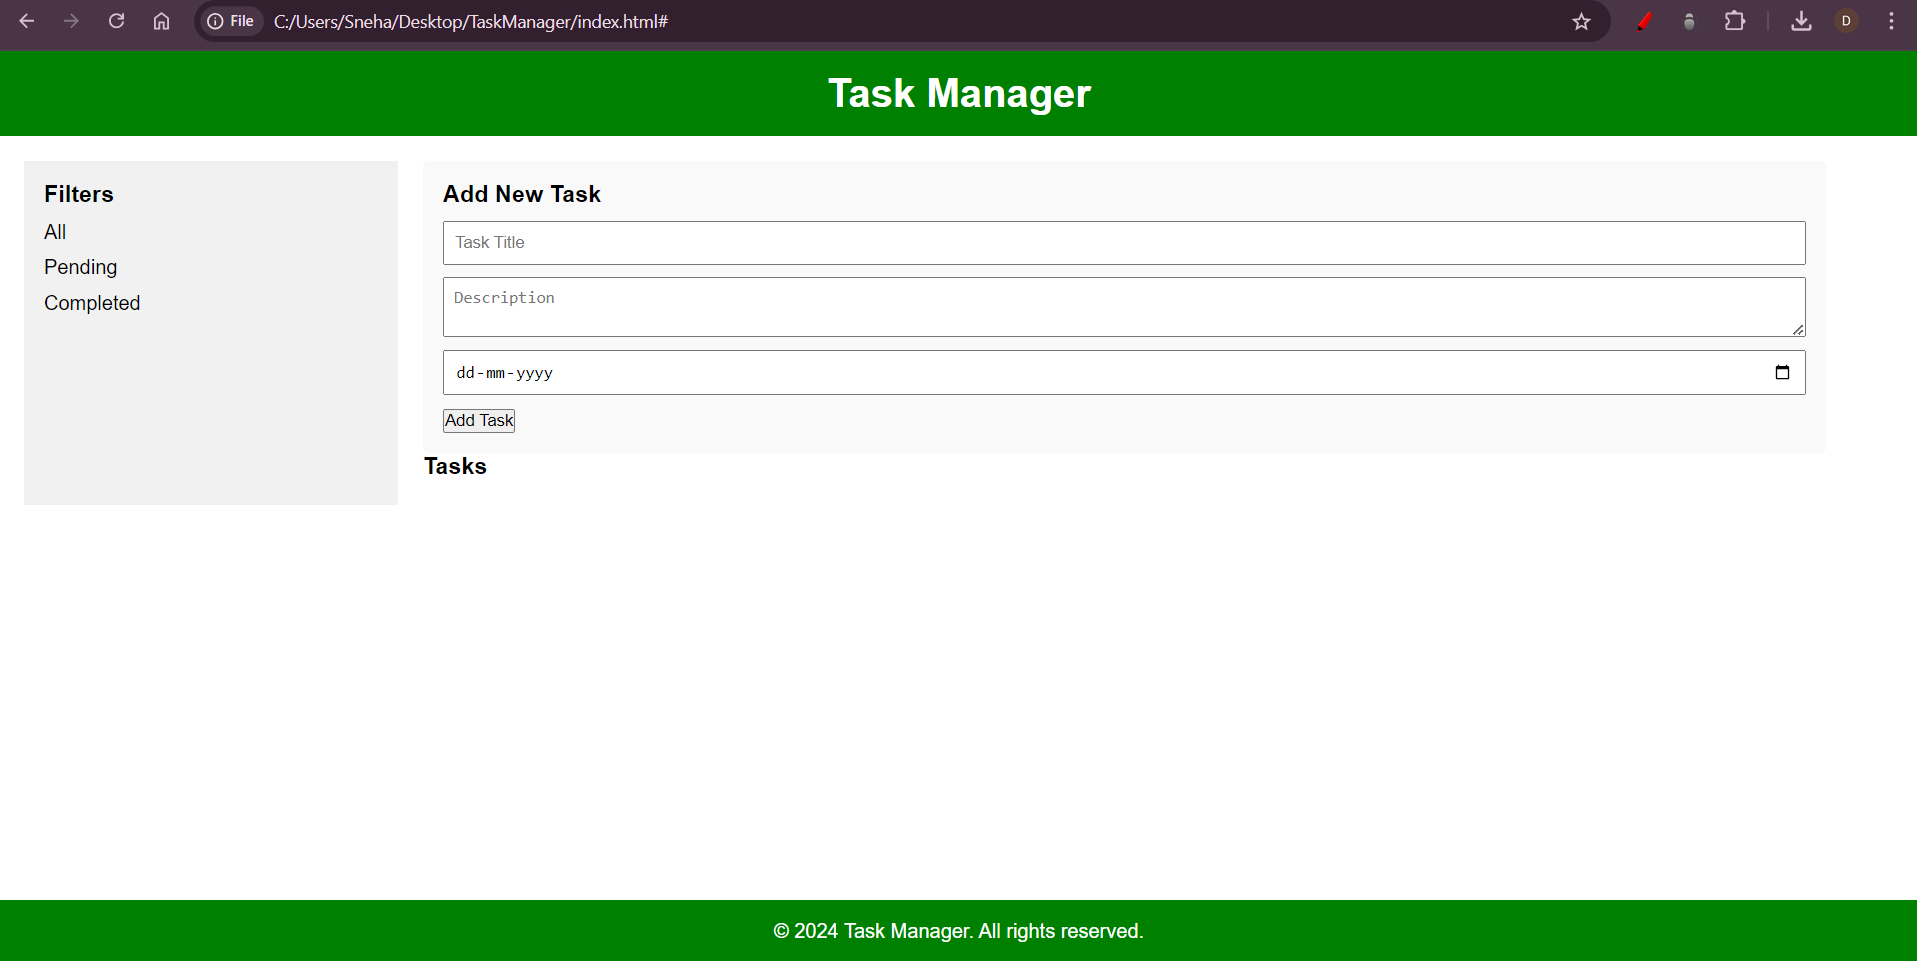 File C:/Users/Sneha/Desktop/TaskManager/index.html#
D
Task Manager
Filters
All
Pending
Completed
Add New Task
Task Title
Description
dd-mm-yyyy
Add Task
Tasks
© 2024 Task Manager. All rights reserved.